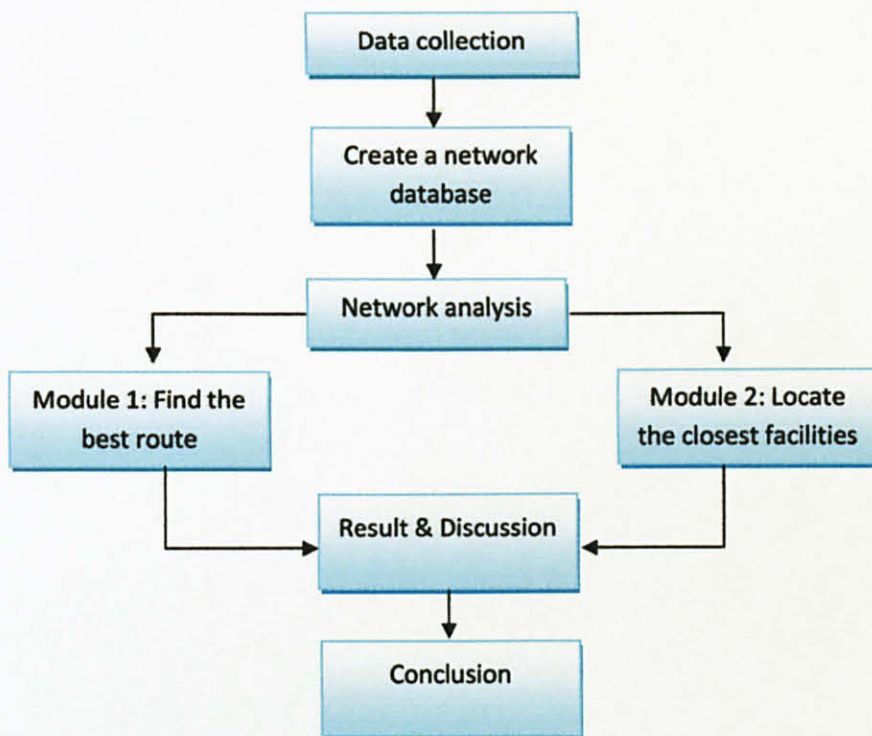 Data collection
Create a network
database
Network analysis
Module 1: Find the
best route
Module 2: Locate
the closest facilities
Result & Discussion
Conclusion